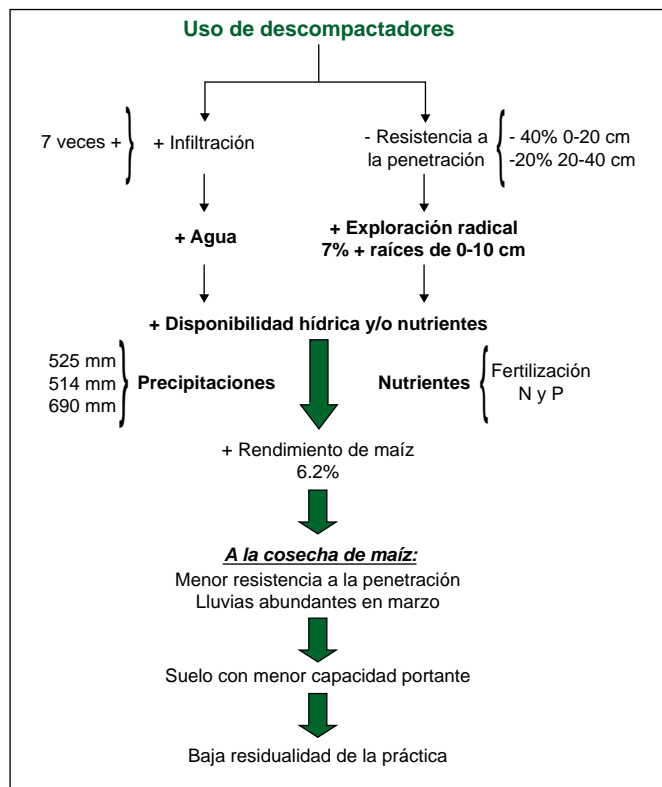 Uso de descompactadores
7 veces +
+ Infiltración
- Resistencia a
la penetración
- 40% 0-20 cm
-20% 20-40 cm
+ Agua
+ Exploración radical
7% + raíces de 0-10 cm
+ Disponibilidad hídrica y/o nutrientes
525 mm
514 mm
690 mm
Precipitaciones
Nutrientes
Fertilización
N y P
+ Rendimiento de maíz
6.2%
A la cosecha de maíz:
Menor resistencia a la penetración
Lluvias abundantes en marzo
Suelo con menor capacidad portante
Baja residualidad de la práctica